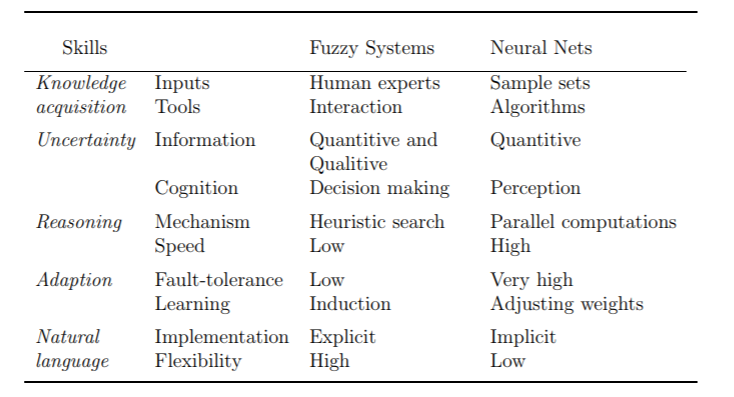 Skills Fuzzy Systems Neural Nets
Knowledge Inputs Human experts Sample sets
acquisition Tools Interaction Algorithms
Uncertainty Information Quantitive and Quantitive
Qualitive
Cognition Decision making Perception
Reasoning Mechanism Heuristic search Parallel computations
Speed Low High
Adaption Fault-tolerance Low Very high
Learning Induction Adjusting weights
Natural Implementation Explicit Implicit
language Flexibility High Low